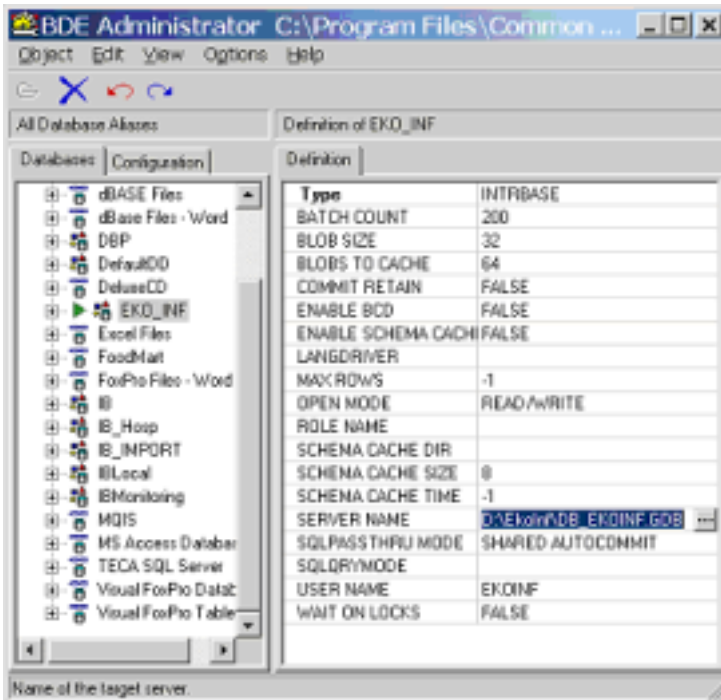 BDE Administrator C:\Program Files\Common ...
Object Edit View Options Help
All Database Aliases
Definition of EKO_INF
Databases Configuration
Definition
dBASE Files
dBase Files - Word
DBP
DefaultDD
DeluxeCD
EKO_INF
Excel Files
FoodMart
FoxPro Files - Word
IB
IB_Hosp
IB_IMPORT
IBLocal
IBMonitoring
MQIS
MS Access Databas
TECA SQL Server
Visual FoxPro Datab
Visual FoxPro Table
Type INTRBASE
BATCH COUNT 200
BLOB SIZE 32
BLOBS TO CACHE 64
COMMIT RETAIN FALSE
ENABLE BCD FALSE
ENABLE SCHEMA CACHI FALSE
LANGDRIVER
MAX ROWS -1
OPEN MODE READ/WRITE
ROLE NAME
SCHEMA CACHE DIR
SCHEMA CACHE SIZE 8
SCHEMA CACHE TIME -1
SERVER NAME D:\EkoInf\DB_EKOINF.GDB ...
SQLPASSTHRU MODE SHARED AUTOCOMMIT
SQLQRYMODE
USER NAME EKOINF
WAIT ON LOCKS FALSE
Name of the target server.